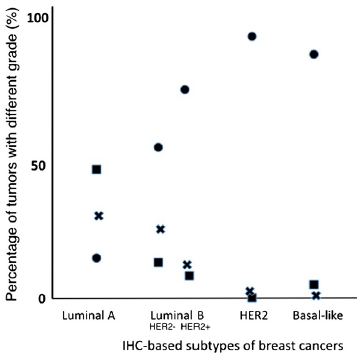 Percentage of tumors with different grade (%)
100
50
0
Luminal A
Luminal B
HER2- HER2+
HER2
Basal-like
IHC-based subtypes of breast cancers